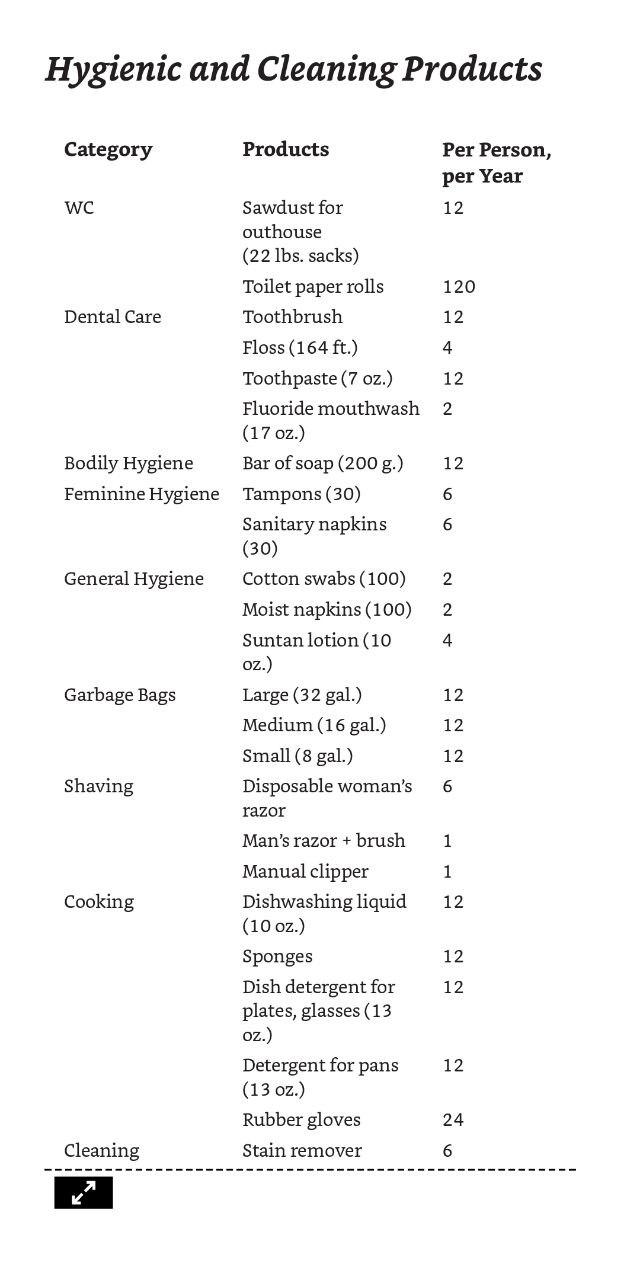 Hygienic and Cleaning Products
Category Products Per Person,
per Year
WC Sawdust for 12
outhouse
(22 lbs. sacks)
Toilet paper rolls 120
Dental Care Toothbrush 12
Floss (164 ft.) 4
Toothpaste (7 oz.) 12
Fluoride mouthwash 2
(17 oz.)
Bodily Hygiene Bar of soap (200 g.) 12
Feminine Hygiene Tampons (30) 6
Sanitary napkins 6
(30)
General Hygiene Cotton swabs (100) 2
Moist napkins (100) 2
Suntan lotion (10 4
oz.)
Garbage Bags Large (32 gal.) 12
Medium (16 gal.) 12
Small (8 gal.) 12
Shaving Disposable woman’s 6
razor
Man’s razor + brush 1
Manual clipper 1
Cooking Dishwashing liquid 12
(10 oz.)
Sponges 12
Dish detergent for 12
plates, glasses (13
oz.)
Detergent for pans 12
(13 oz.)
Rubber gloves 24
Cleaning Stain remover 6